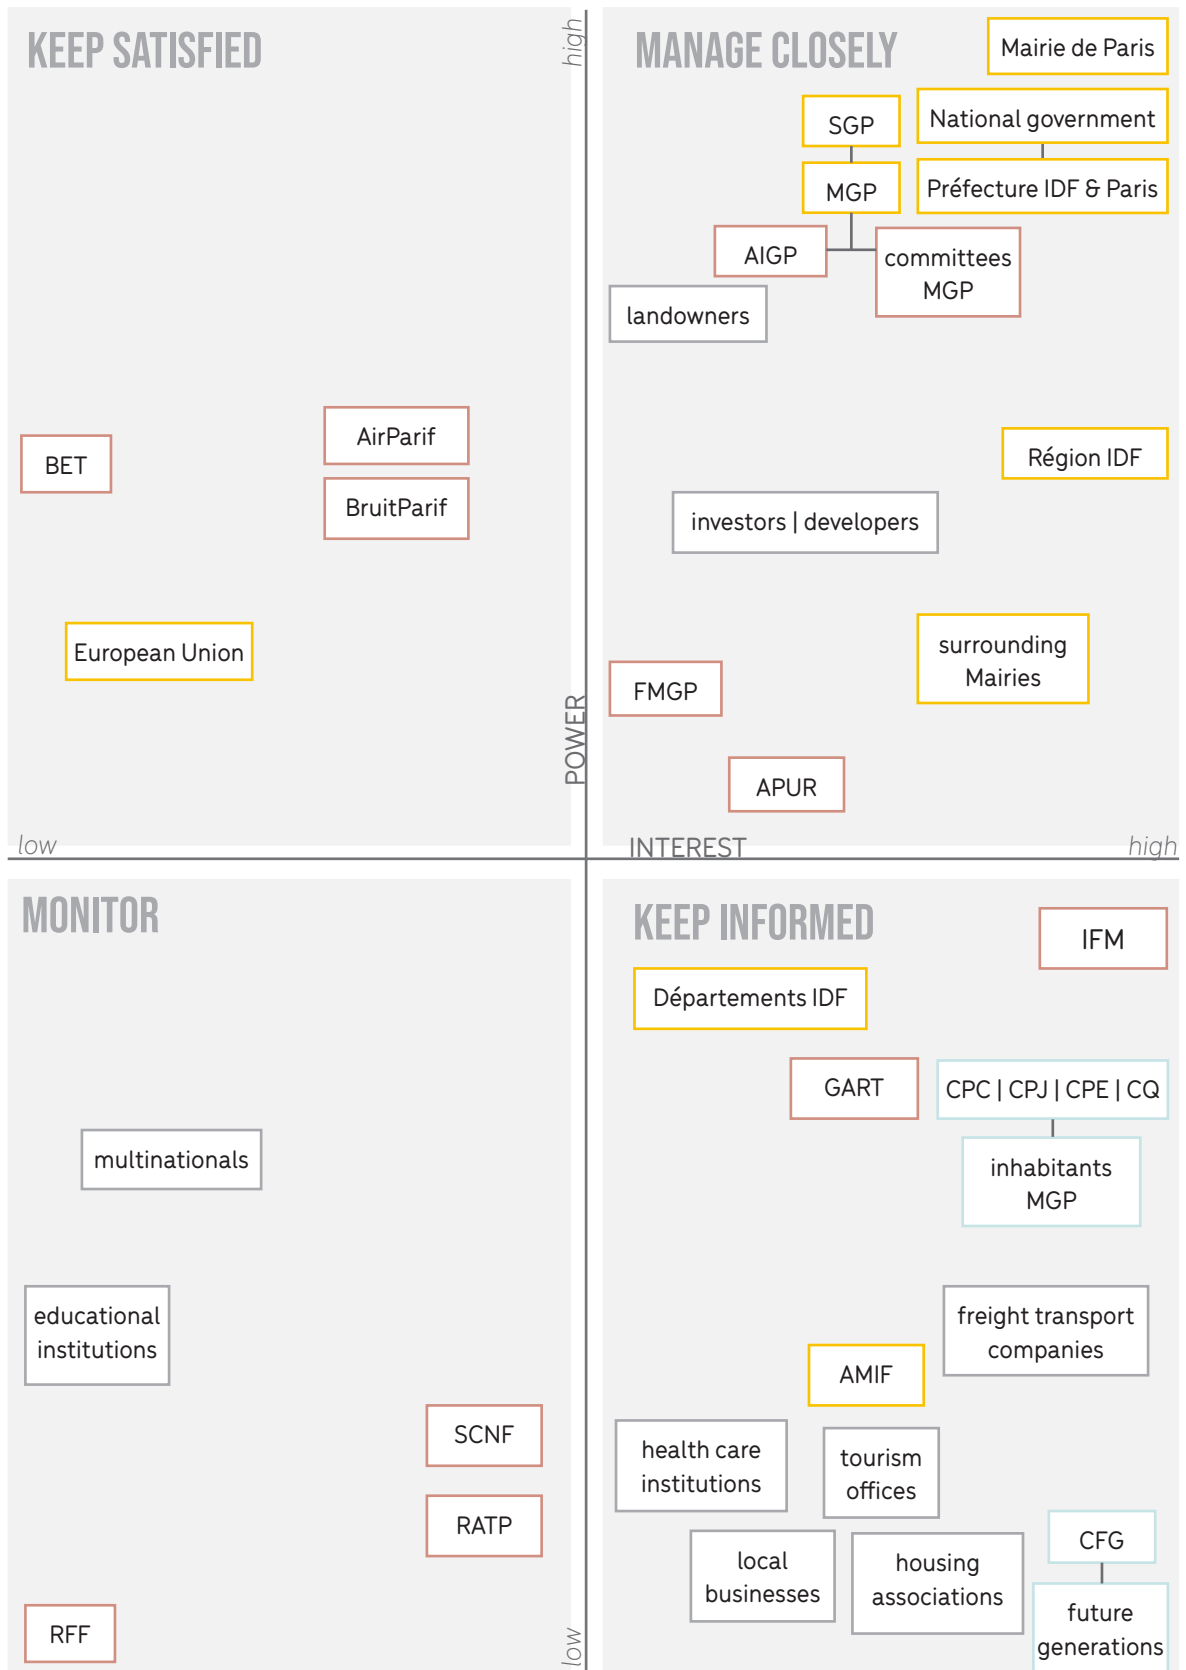 KEEP SATISFIED
high
MANAGE CLOSELY
Mairie de Paris
SGP
National government
MGP
Préfecture IDF & Paris
AIGP
committees
MGP
landowners
AirParif
BET
Région IDF
BruitParif
investors | developers
European Union
surrounding
Mairies
FMGP
POWER
APUR
low
INTEREST
high
MONITOR
KEEP INFORMED
IFM
Départements IDF
GART
CPC | CPJ | CPE | CQ
multinationals
inhabitants
MGP
educational
institutions
freight transport
companies
AMIF
SCNF
health care
institutions
tourism
offices
RATP
CFG
local
businesses
housing
associations
RFF
future
generations
low